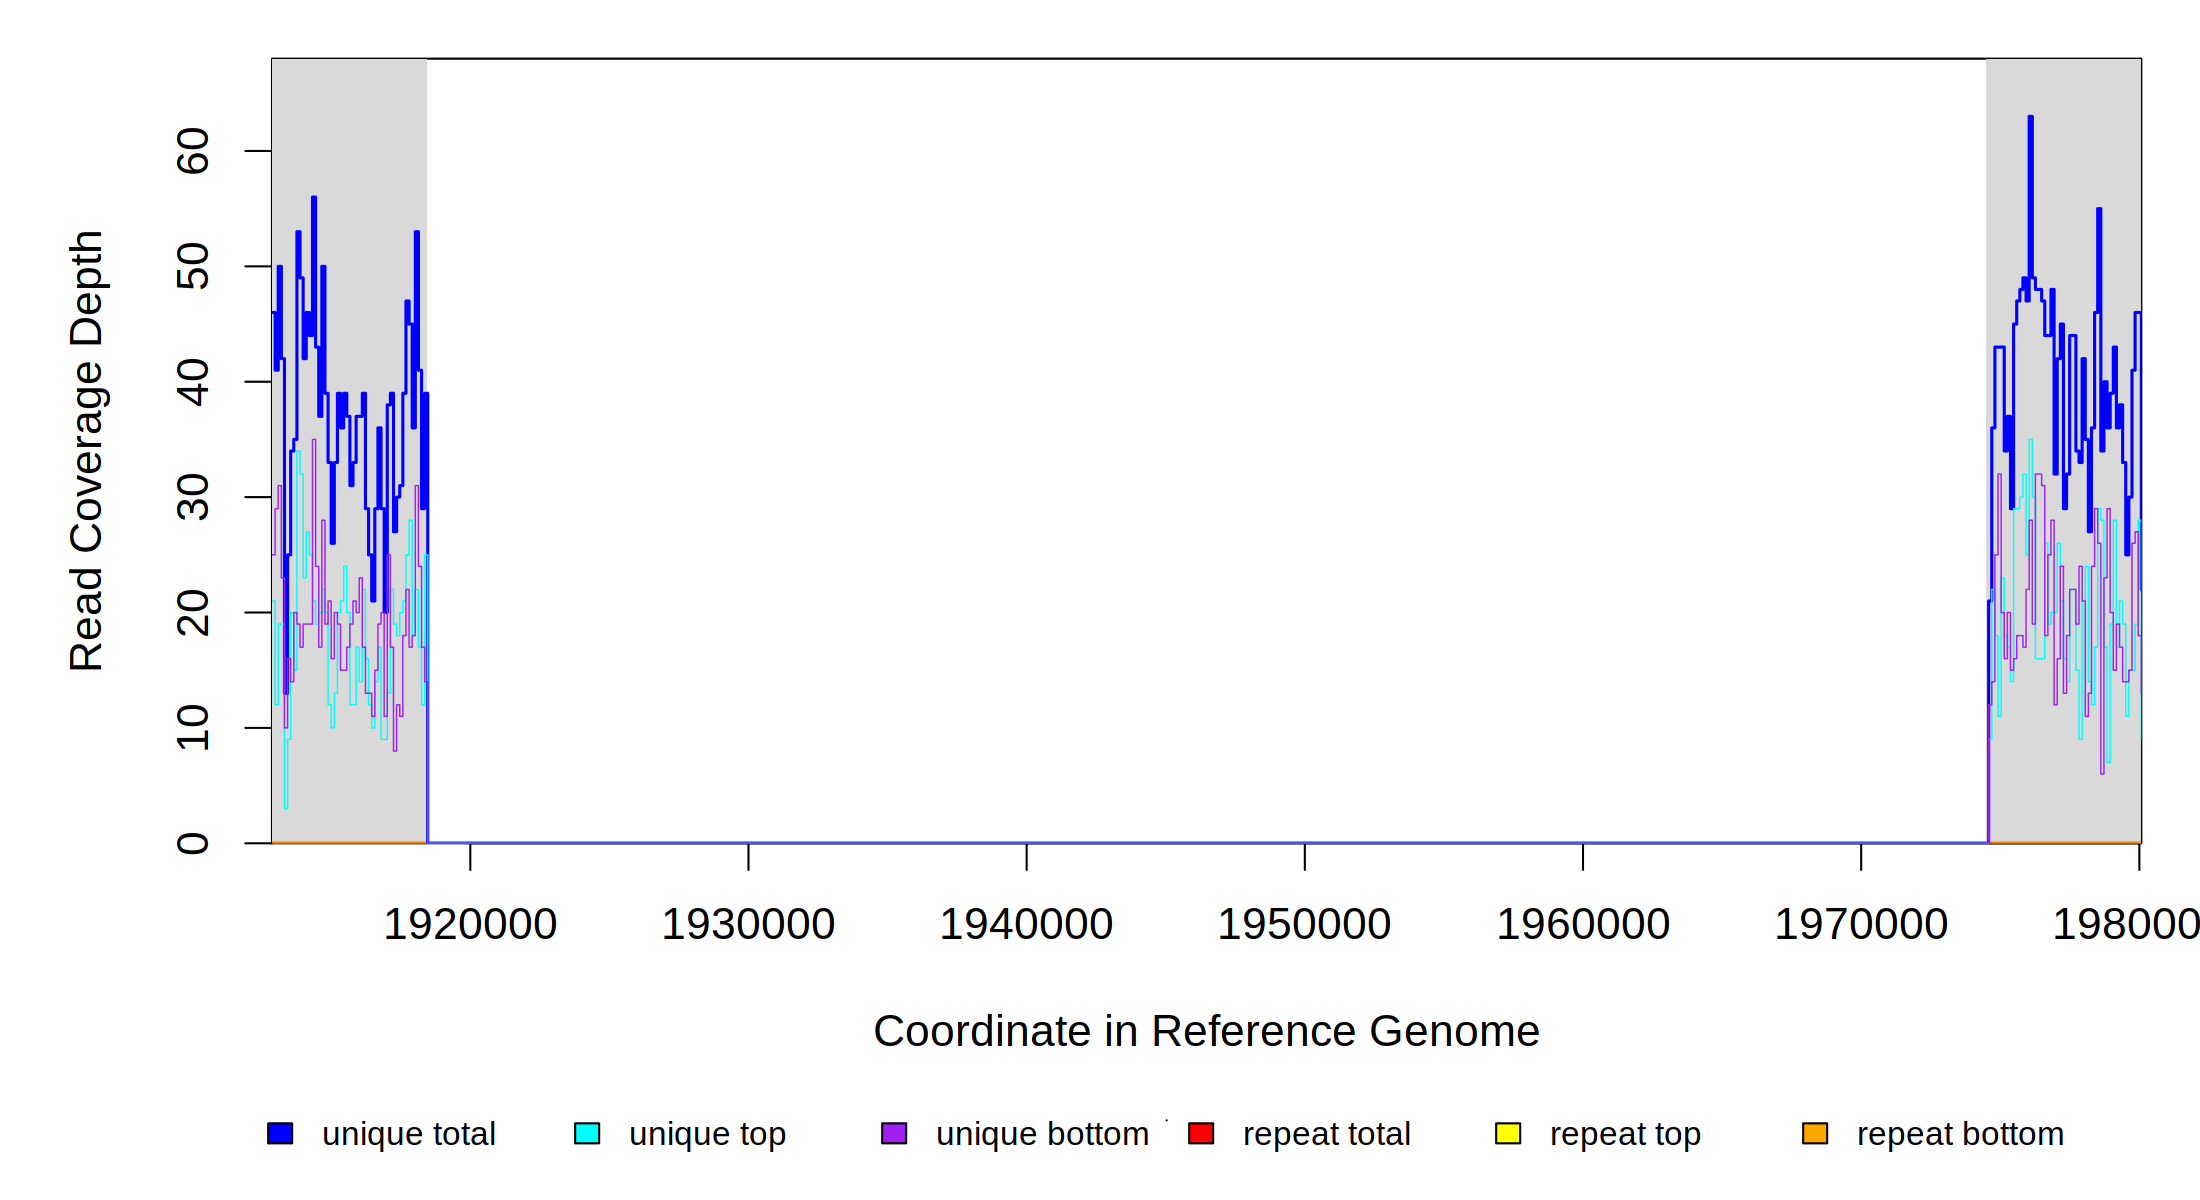 Read Coverage Depth
60
50
40
30
20
10
0
1920000 1930000 1940000 1950000 1960000 1970000 198000
Coordinate in Reference Genome
unique total unique top unique bottom repeat total repeat top repeat bottom